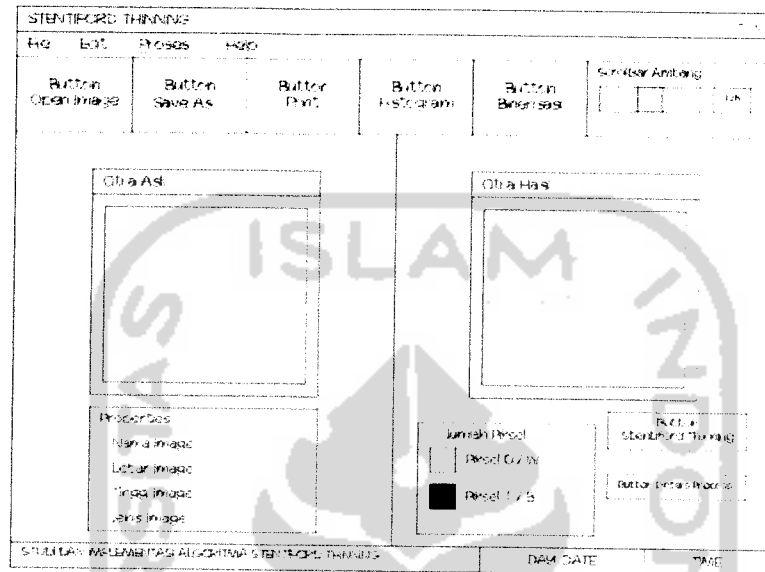 STENTIFORD THINNING
File Edit Proses Help
Button Open Image
Button Save As
Button Print
Button Histogram
Button Binerisasi
Scrollbar Ambang
Citra Asli
Citra Hasil
ISLAM
Properties
Nama Image
Lebar Image
Tinggi Image
Jenis Image
Jumlah Piksel
Piksel 0 / W
Piksel 1 / B
Button Stentiford Thinning
Button Proses
STUDI DAN IMPLEMENTASI ALGORITMA STENTIFORD THINNING
DAY, DATE
TIME